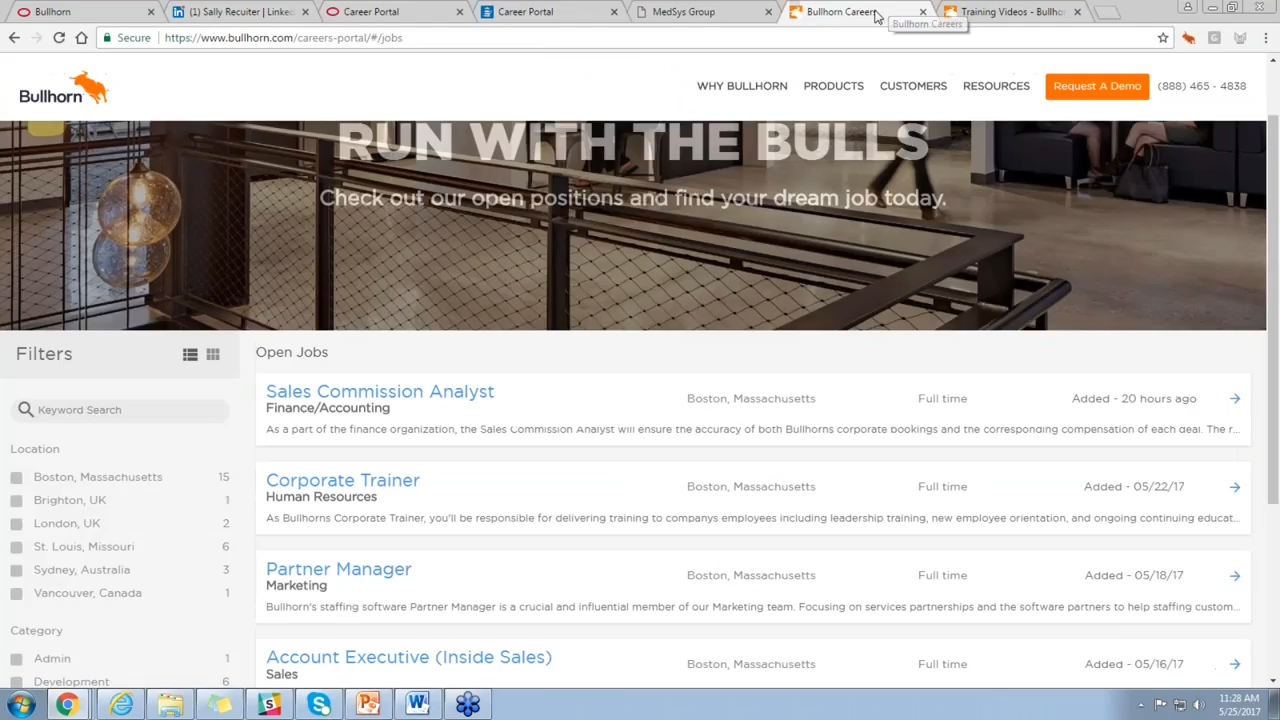 Bullhorn
(1) Sally Recuiter | Linke
Career Portal
Career Portal
MedSys Group
Bullhorn Careers
Training Videos - Bullho
Bullhorn Careers
Secure
https://www.bullhorn.com/careers-portal/#/jobs
Bullhorn
WHY BULLHORN
PRODUCTS
CUSTOMERS
RESOURCES
Request A Demo
(888) 465 - 4838
RUN WITH THE BULLS
Check out our open positions and find your dream job today.
Filters
Keyword Search
Location
Boston, Massachusetts 15
Brighton, UK 1
London, UK 2
St. Louis, Missouri 6
Sydney, Australia 3
Vancouver, Canada 1
Category
Admin 1
Development 6
Open Jobs
Sales Commission Analyst
Finance/Accounting
Boston, Massachusetts
Full time
Added - 20 hours ago
As a part of the finance organization, the Sales Commission Analyst will ensure the accuracy of both Bullhorns corporate bookings and the corresponding compensation of each deal. The r...
Corporate Trainer
Human Resources
Boston, Massachusetts
Full time
Added - 05/22/17
As Bullhorns Corporate Trainer, you'll be responsible for delivering training to companys employees including leadership training, new employee orientation, and ongoing continuing educat...
Partner Manager
Marketing
Boston, Massachusetts
Full time
Added - 05/18/17
Bullhorn's staffing software Partner Manager is a crucial and influential member of our Marketing team. Focusing on services partnerships and the software partners to help staffing custom...
Account Executive (Inside Sales)
Sales
Boston, Massachusetts
Full time
Added - 05/16/17
11:28 AM
5/25/2017